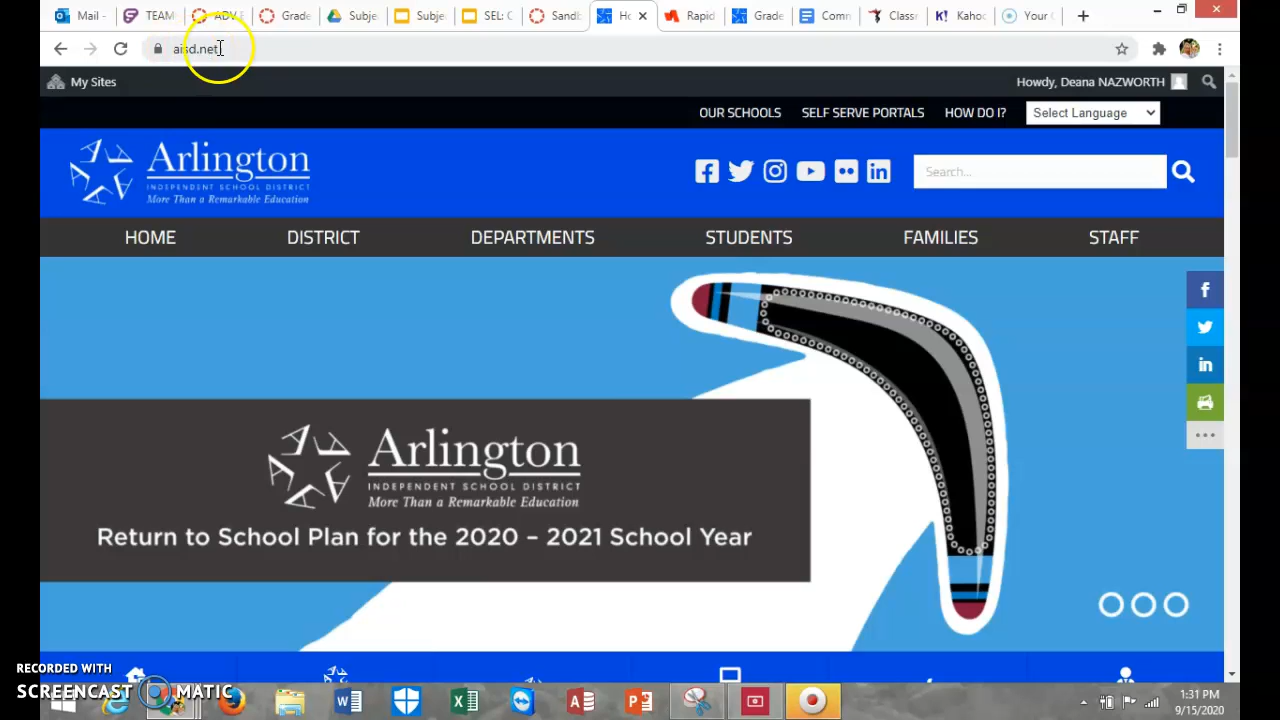 Mail -
TEAM
ADV
Grade
Subje
Subje
SEL: C
Sandb
Ho
Rapid
Grade
Comm
Classr
K! Kahoo
Your C
aisd.net
My Sites
Howdy, Deana NAZWORTH
OUR SCHOOLS SELF SERVE PORTALS HOW DO I? Select Language
Arlington
INDEPENDENT SCHOOL DISTRICT
More Than a Remarkable Education
Search...
HOME DISTRICT DEPARTMENTS STUDENTS FAMILIES STAFF
Arlington
INDEPENDENT SCHOOL DISTRICT
More Than a Remarkable Education
Return to School Plan for the 2020 – 2021 School Year
RECORDED WITH
SCREENCAST MATIC
1:31 PM
9/15/2020